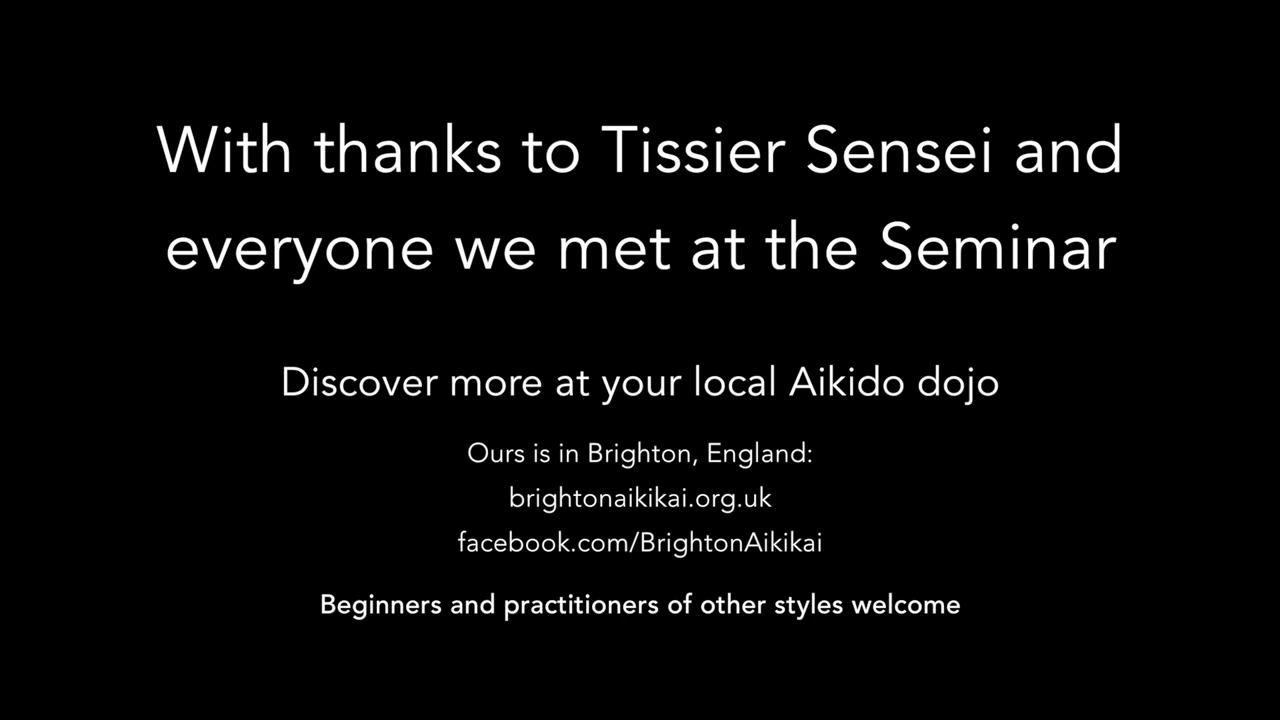 With thanks to Tissier Sensei and
everyone we met at the Seminar
Discover more at your local Aikido dojo
Ours is in Brighton, England:
brightonaikikai.org.uk
facebook.com/BrightonAikikai
Beginners and practitioners of other styles welcome